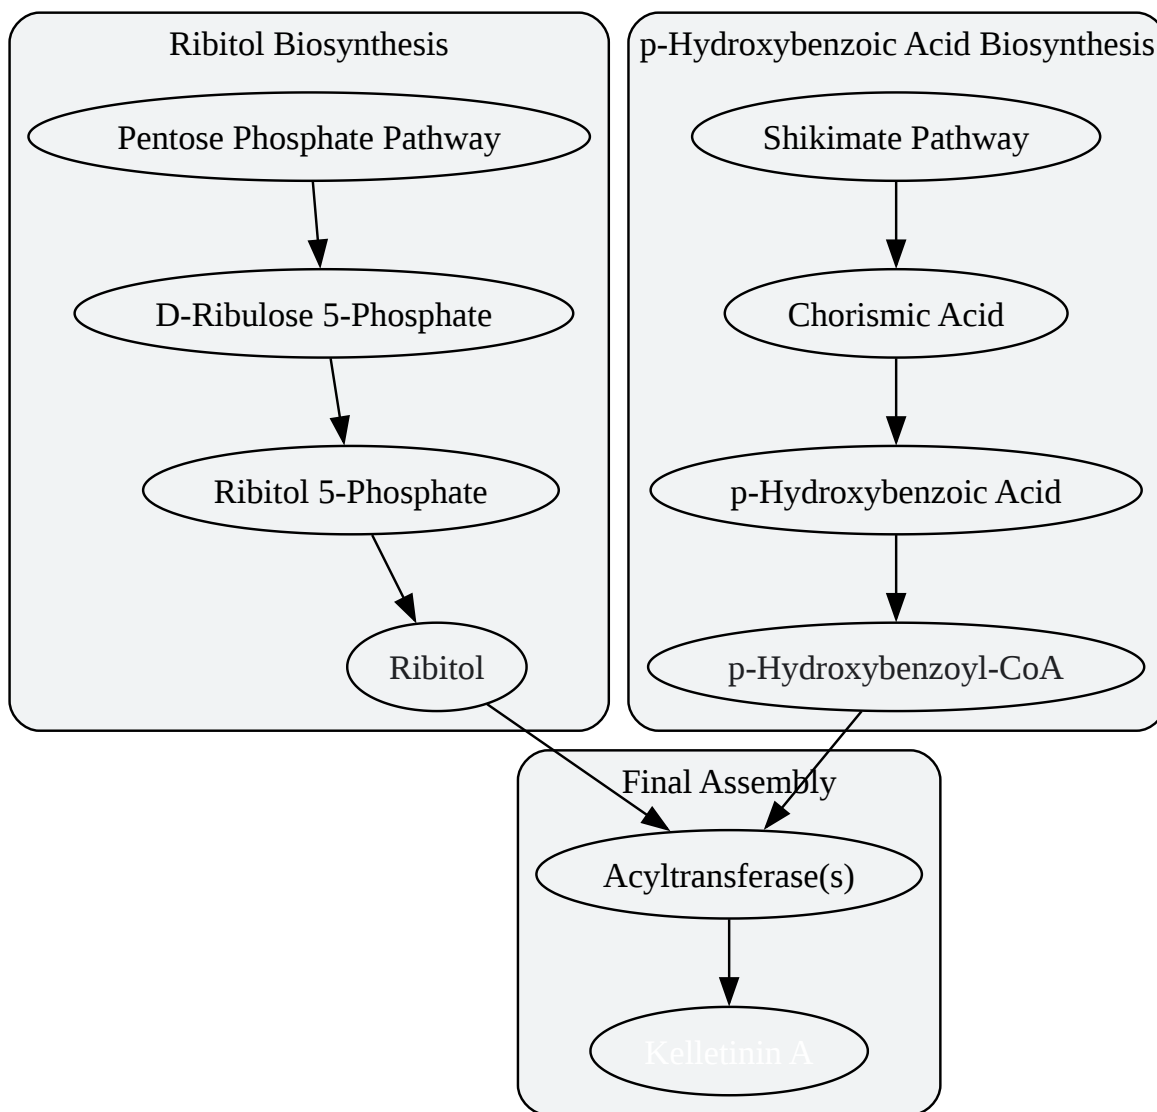 Ribitol Biosynthesis
Pentose Phosphate Pathway
D-Ribulose 5-Phosphate
Ribitol 5-Phosphate
Ribitol
p-Hydroxybenzoic Acid Biosynthesis
Shikimate Pathway
Chorismic Acid
p-Hydroxybenzoic Acid
p-Hydroxybenzoyl-CoA
Final Assembly
Acyltransferase(s)
Kelletinin A